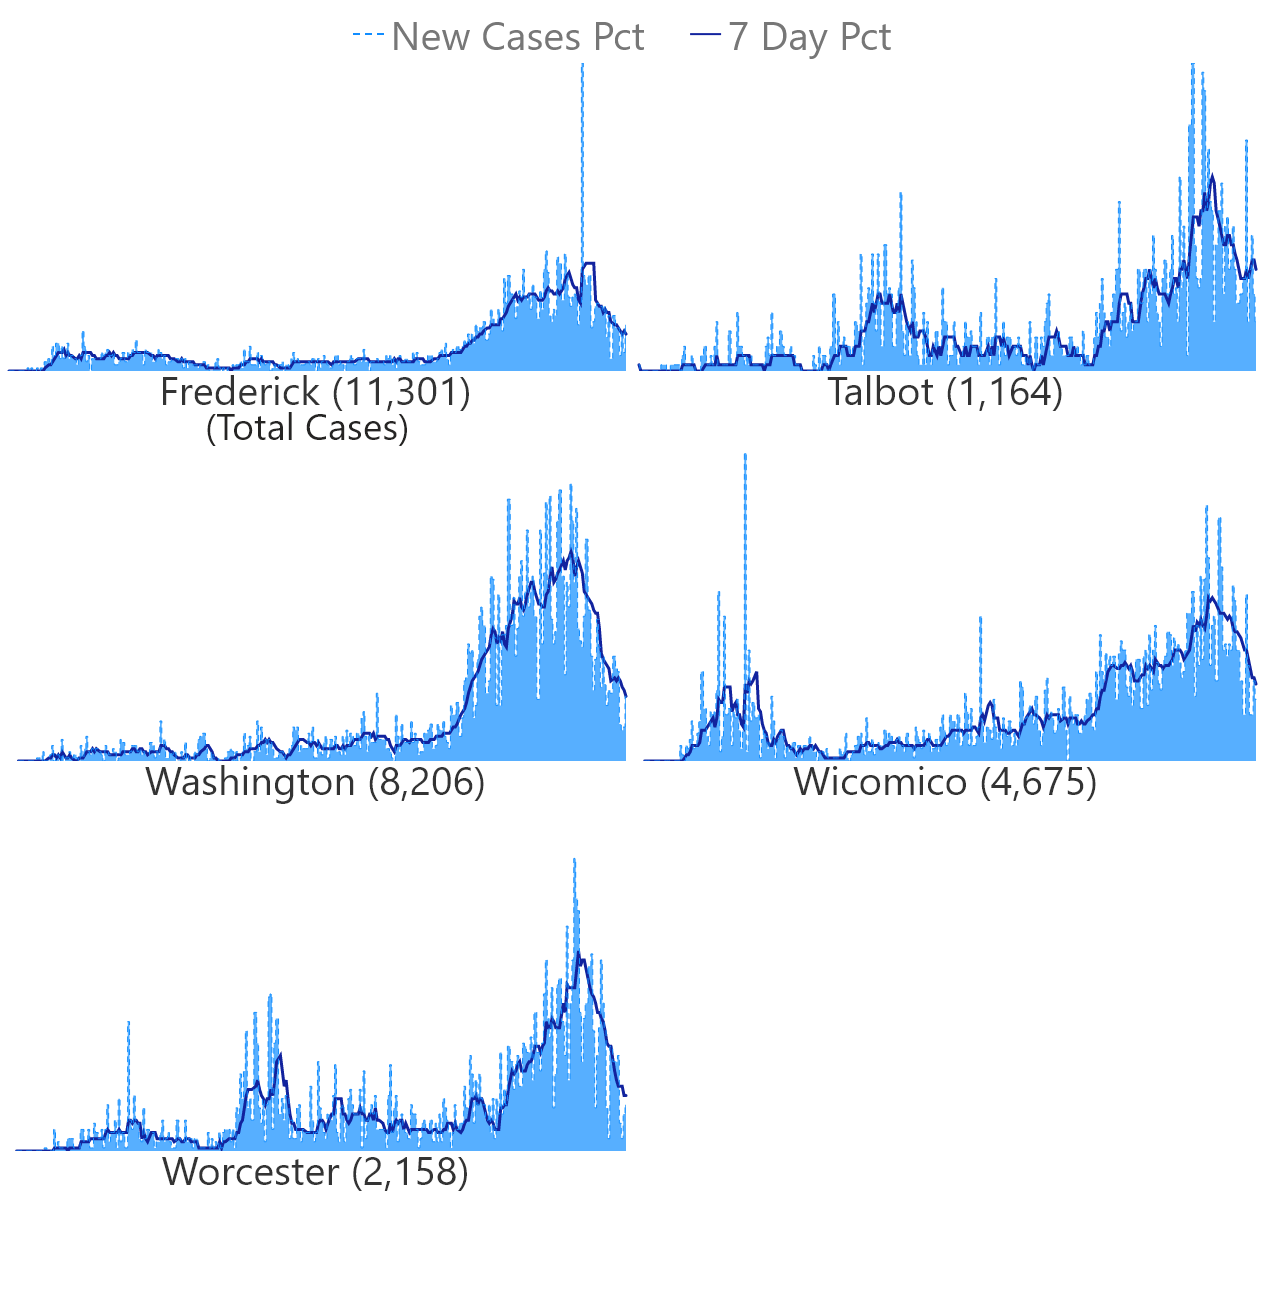 New Cases Pct 7 Day Pct
Frederick (11,301)
(Total Cases)
Talbot (1,164)
Washington (8,206)
Wicomico (4,675)
Worcester (2,158)